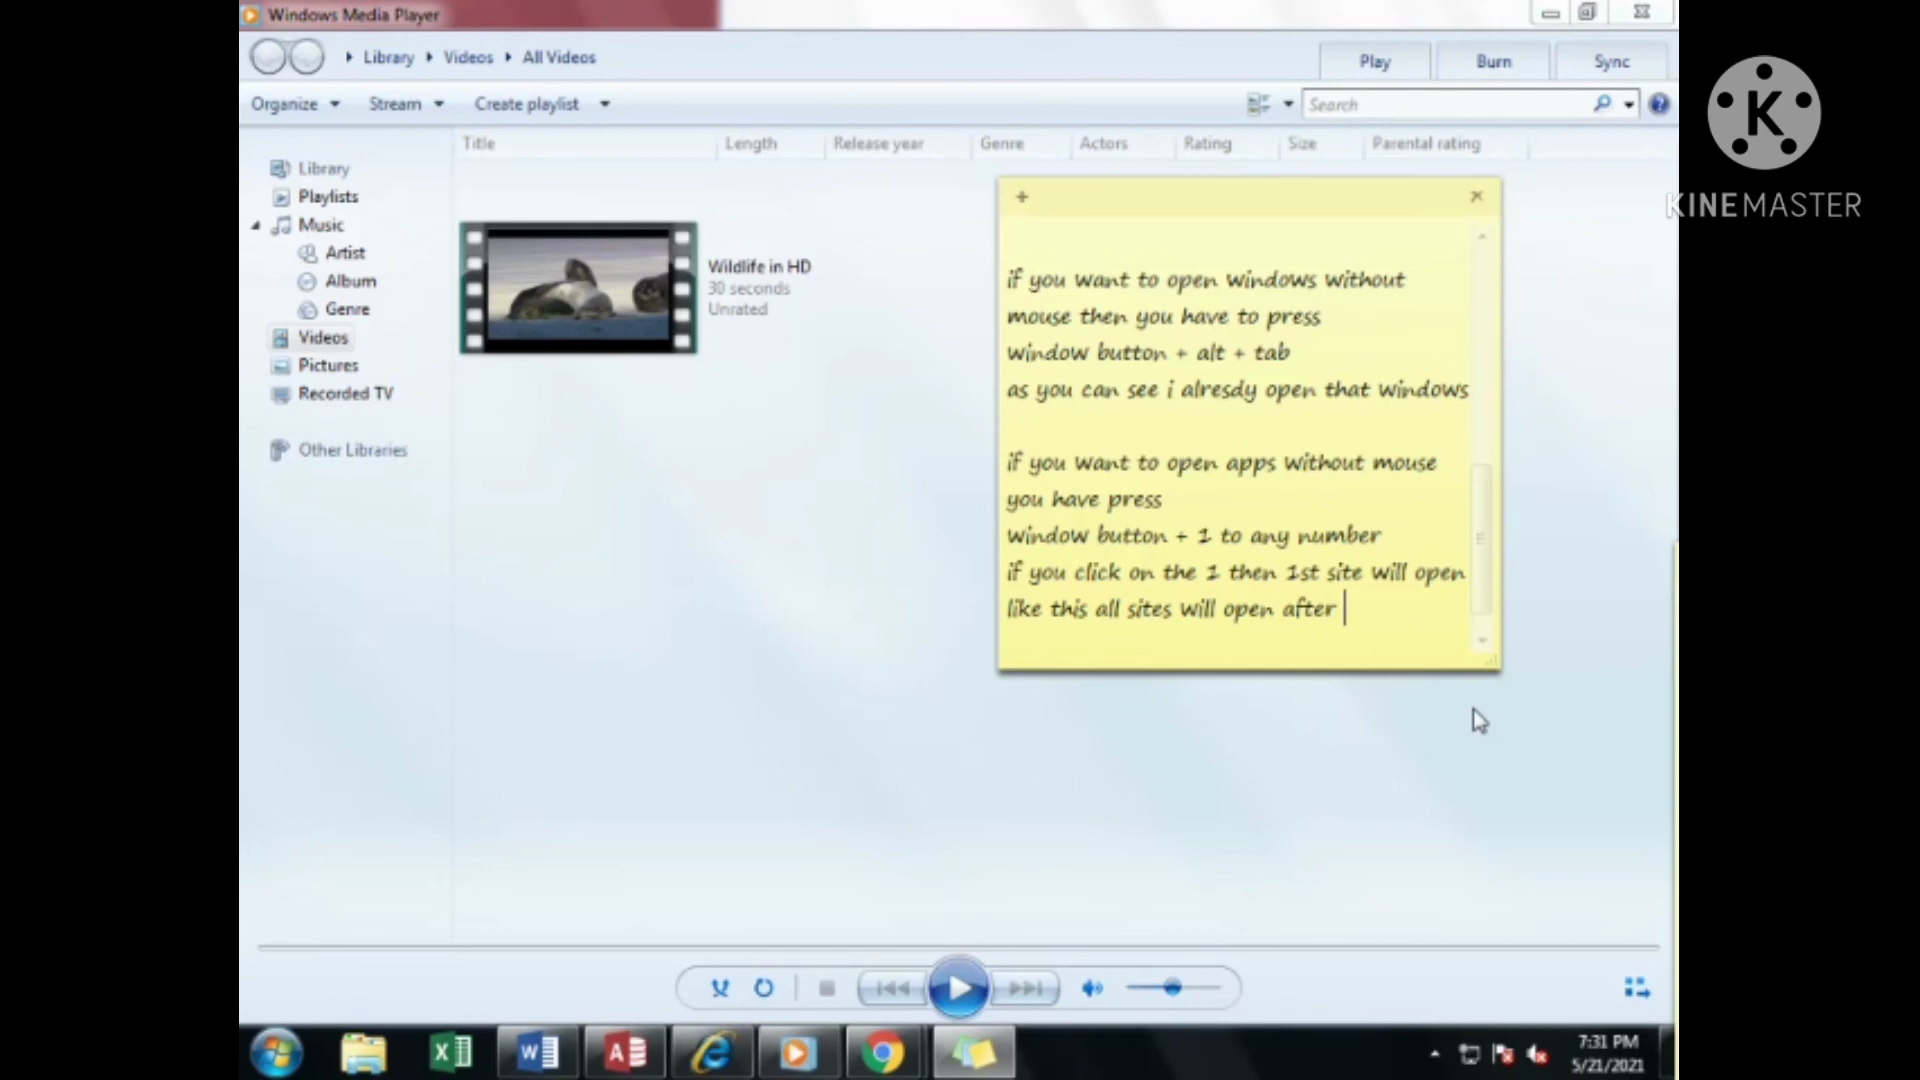 Windows Media Player
Library Videos All Videos
Play Burn Sync
Organize Stream Create playlist Search
Title Length Release year Genre Actors Rating Size Parental rating
Library
Playlists
Music
Artist
Album
Genre
Videos
Pictures
Recorded TV
Other Libraries
Wildlife in HD
30 seconds
Unrated
if you want to open windows without
mouse then you have to press
window button + alt + tab
as you can see i alresdy open that windows
if you want to open apps without mouse
you have press
window button + 1 to any number
if you click on the 1 then 1st site will open
like this all sites will open after
K
KINEMASTER
7:31 PM
5/21/2021